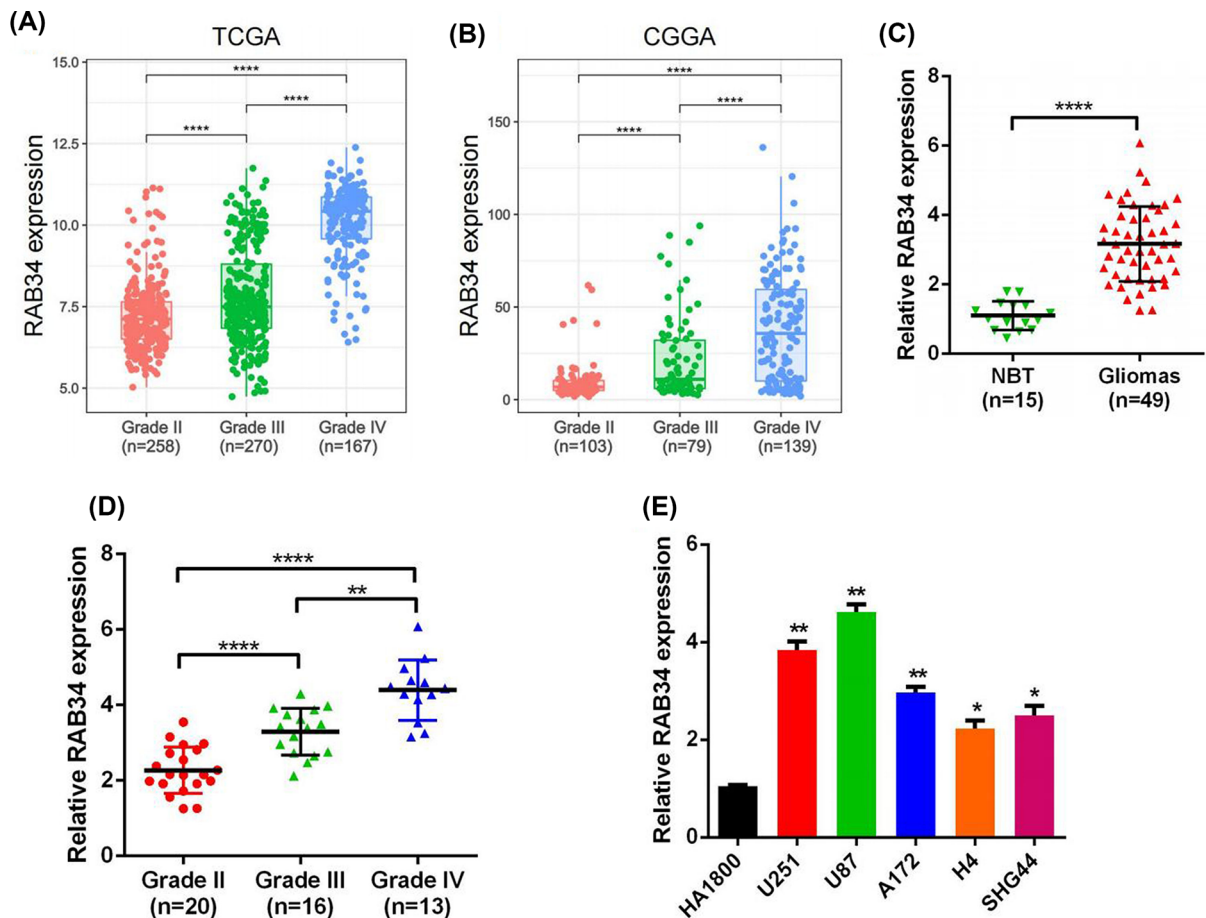 (A)
TCGA
RAB34 expression
15.0
12.5
10.0
7.5
5.0
****
****
****
Grade II
(n=258)
Grade III
(n=270)
Grade IV
(n=167)
(B)
CGGA
RAB34 expression
150
100
50
0
****
****
****
Grade II
(n=103)
Grade III
(n=79)
Grade IV
(n=139)
(C)
Relative RAB34 expression
8
6
4
2
0
****
NBT
(n=15)
Gliomas
(n=49)
(D)
Relative RAB34 expression
8
6
4
2
0
****
**
****
Grade II
(n=20)
Grade III
(n=16)
Grade IV
(n=13)
(E)
Relative RAB34 expression
6
4
2
0
**
**
**
*
*
HA1800
U251
U87
A172
H4
SHG44